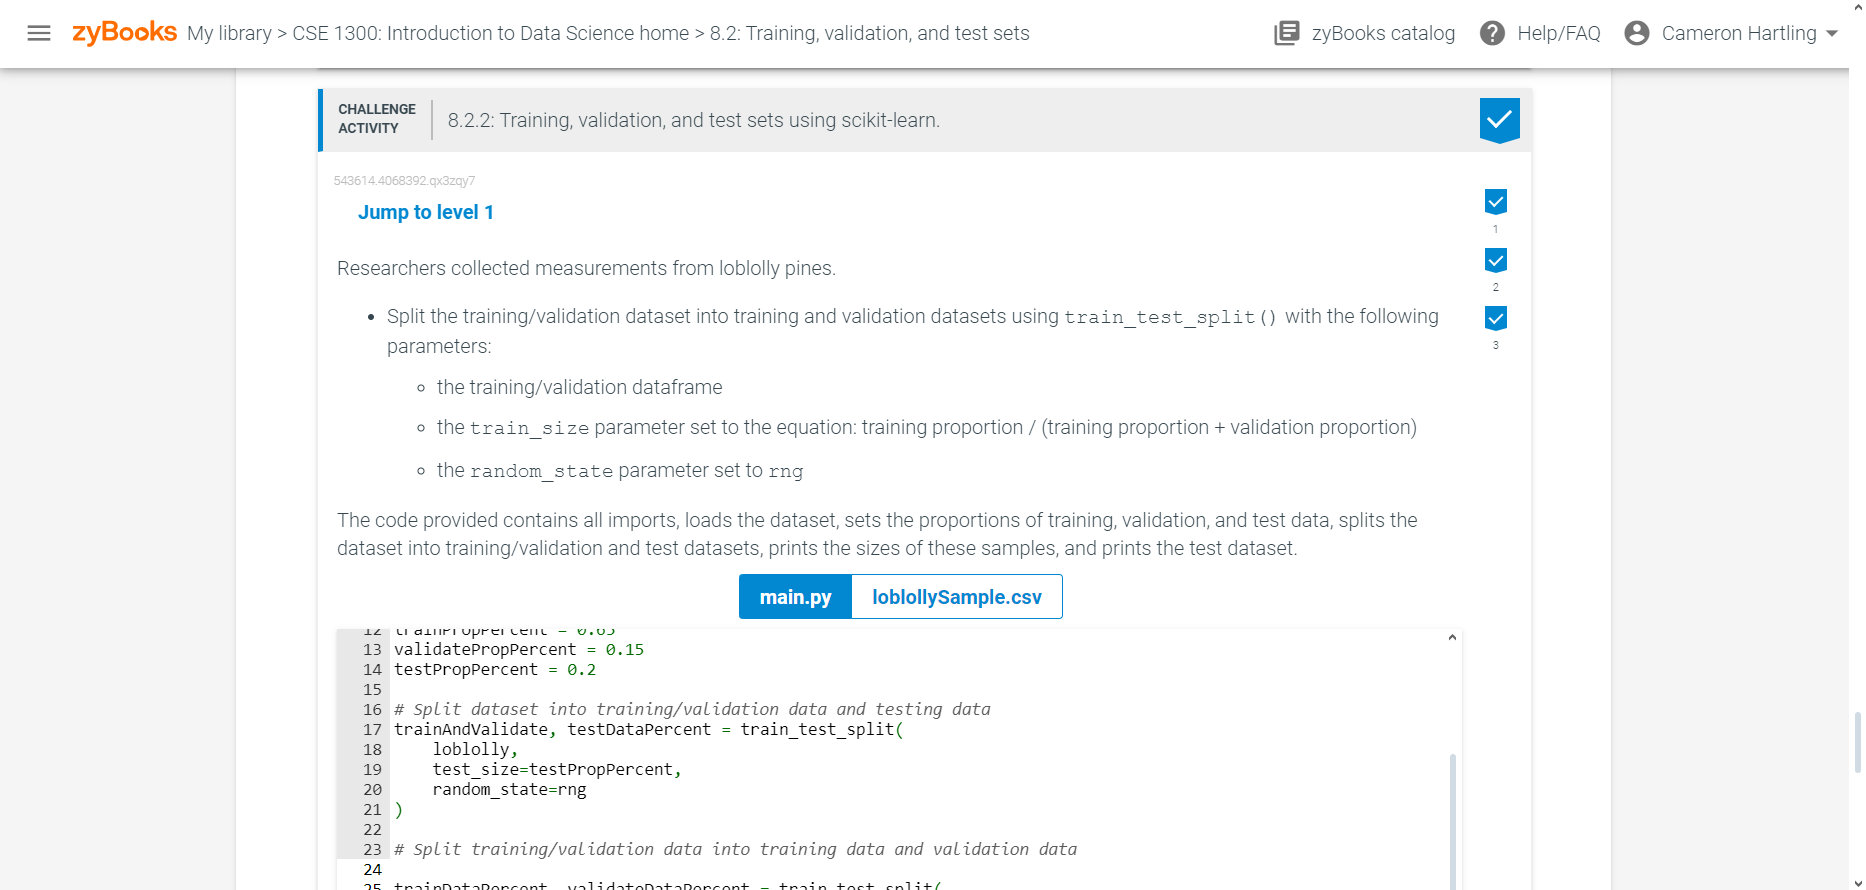 zyBooks My library > CSE 1300: Introduction to Data Science home > 8.2: Training, validation, and test sets zyBooks catalog Help/FAQ Cameron Hartling
CHALLENGE ACTIVITY 8.2.2: Training, validation, and test sets using scikit-learn.
543614.4068392.qx3zqy7
Jump to level 1
1
Researchers collected measurements from loblolly pines.
2
• Split the training/validation dataset into training and validation datasets using train_test_split() with the following
parameters:
3
the training/validation dataframe
the train_size parameter set to the equation: training proportion / (training proportion + validation proportion)
the random_state parameter set to rng
The code provided contains all imports, loads the dataset, sets the proportions of training, validation, and test data, splits the
dataset into training/validation and test datasets, prints the sizes of these samples, and prints the test dataset.
main.py loblollySample.csv
12 trainPropPercent = 0.65
13 validatePropPercent = 0.15
14 testPropPercent = 0.2
15
16 # Split dataset into training/validation data and testing data
17 trainAndValidate, testDataPercent = train_test_split(
18 loblolly,
19 test_size=testPropPercent,
20 random_state=rng
21 )
22
23 # Split training/validation data into training data and validation data
24
25 trainDataPercent, validateDataPercent = train_test_split(